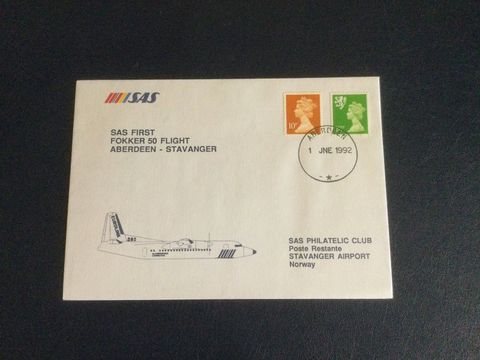 SAS
10P
ABERDEEN
1 JNE 1992
SAS FIRST
FOKKER 50 FLIGHT
ABERDEEN - STAVANGER
SAS PHILATELIC CLUB
Poste Restante
STAVANGER AIRPORT
Norway